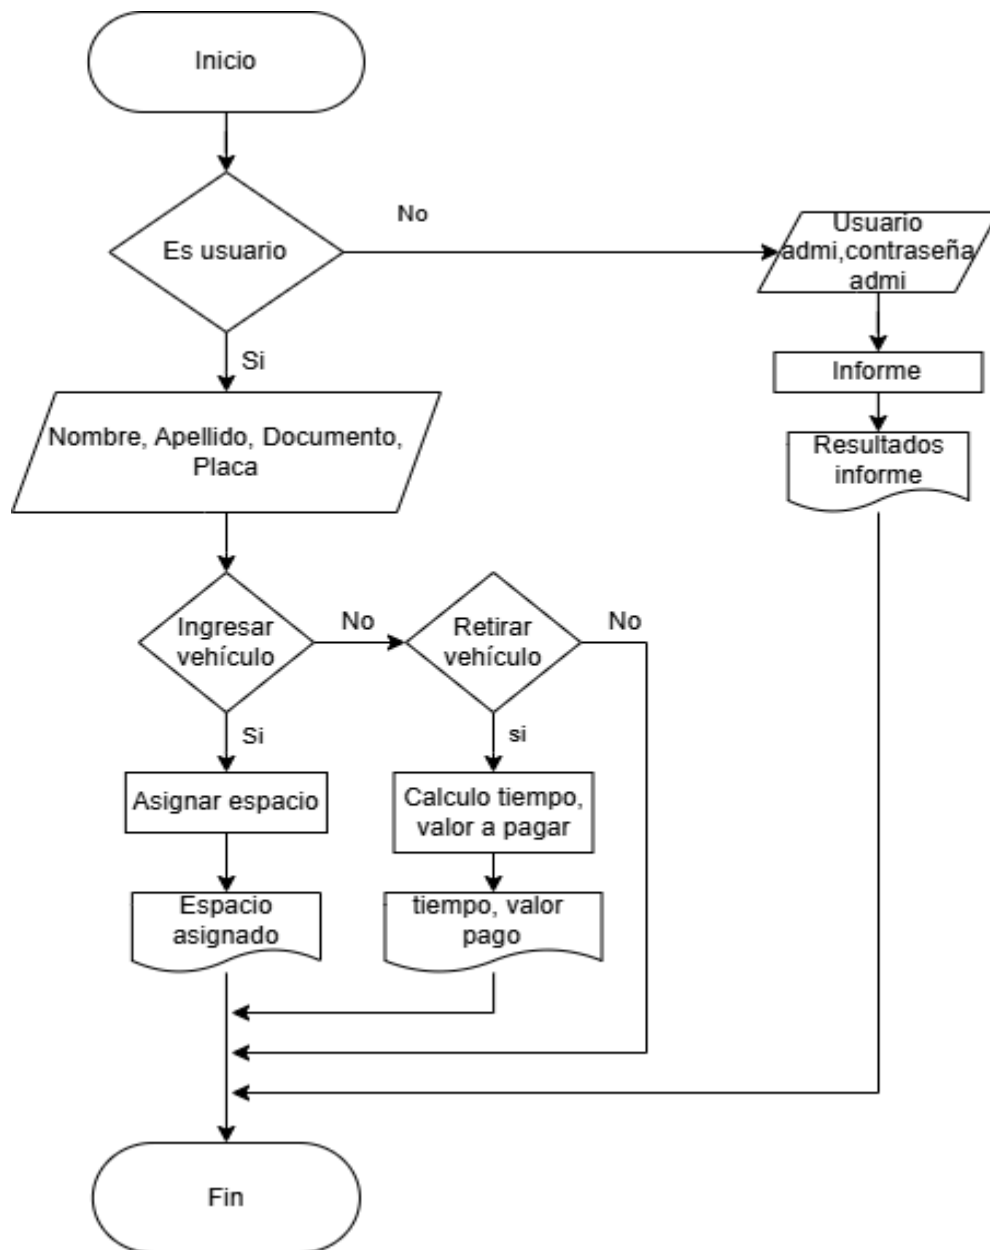 Inicio
No
Es usuario
Usuario
admi,contraseña
admi
Si
Informe
Nombre, Apellido, Documento,
Placa
Resultados
informe
Ingresar
vehículo
No
Retirar
vehículo
No
Si
si
Asignar espacio
Calculo tiempo,
valor a pagar
Espacio
asignado
tiempo, valor
pago
Fin